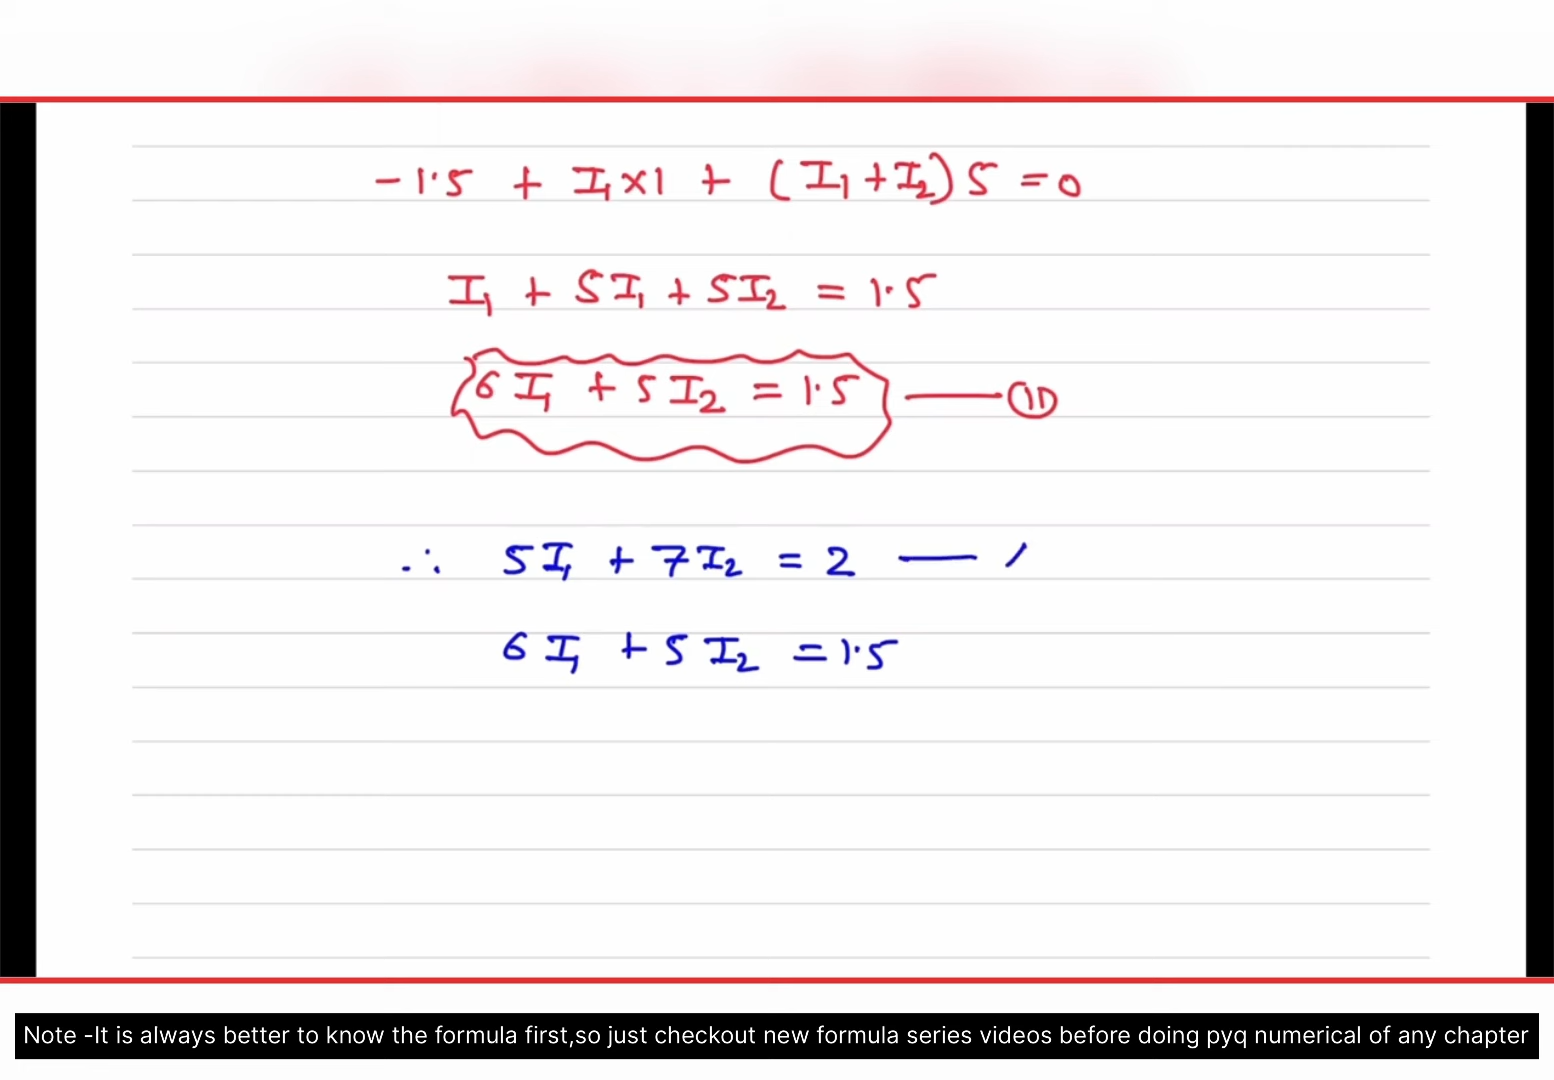 -1.5 + I₁×1 + (I₁+I₂)5 =0
I₁ + 5I₁ + 5I₂ = 1.5
6I₁ + 5I₂ = 1.5 —— (11)
∴ 5I₁ + 7I₂ = 2 ——
6I₁ + 5I₂ =1.5
Note -It is always better to know the formula first,so just checkout new formula series videos before doing pyq numerical of any chapter